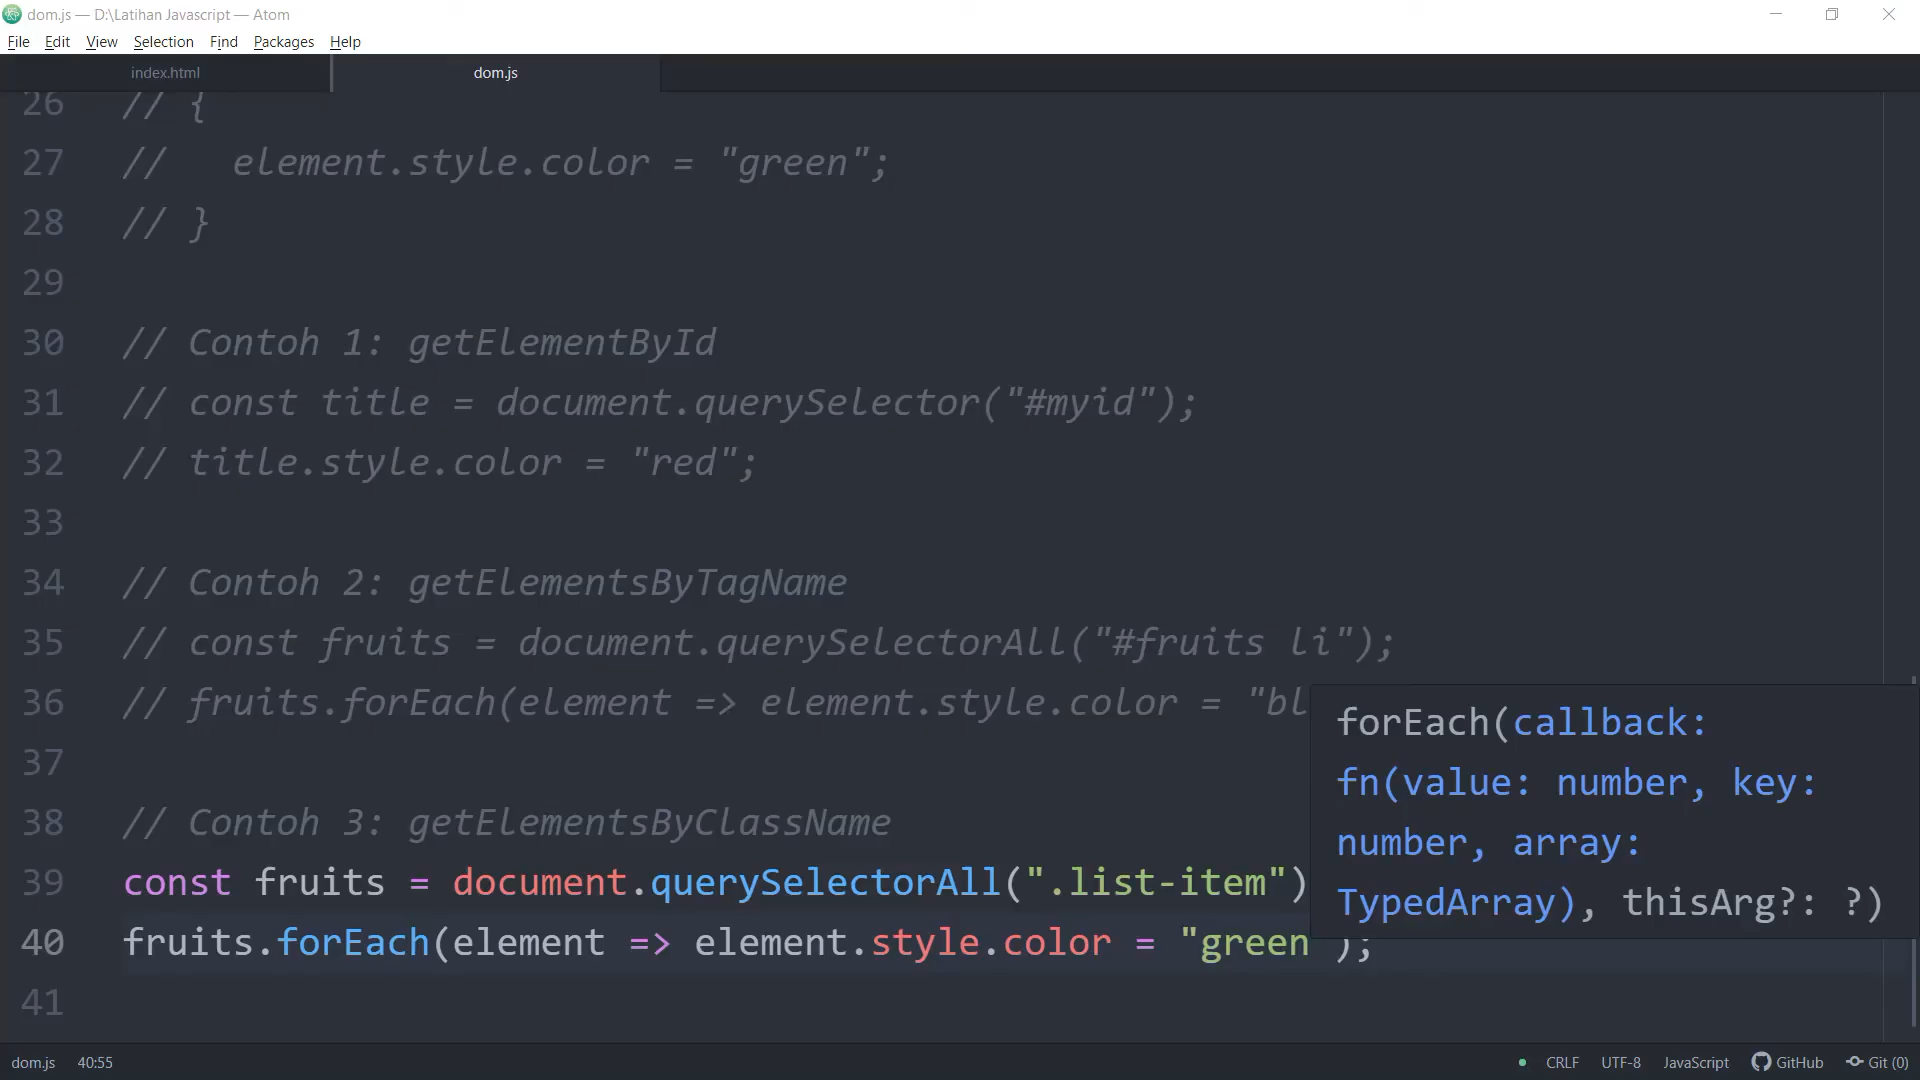 dom.js — D:\Latihan Javascript — Atom
File Edit View Selection Find Packages Help
index.html dom.js
26 // {
27 //   element.style.color = "green";
28 // }
29
30 // Contoh 1: getElementById
31 // const title = document.querySelector("#myid");
32 // title.style.color = "red";
33
34 // Contoh 2: getElementsByTagName
35 // const fruits = document.querySelectorAll("#fruits li");
36 // fruits.forEach(element => element.style.color = "bl
37
38 // Contoh 3: getElementsByClassName
39 const fruits = document.querySelectorAll(".list-item")
40 fruits.forEach(element => element.style.color = "green");
41
forEach(callback:
fn(value: number, key:
number, array:
TypedArray), thisArg?: ?)
dom.js 40:55 CRLF UTF-8 JavaScript GitHub Git (0)